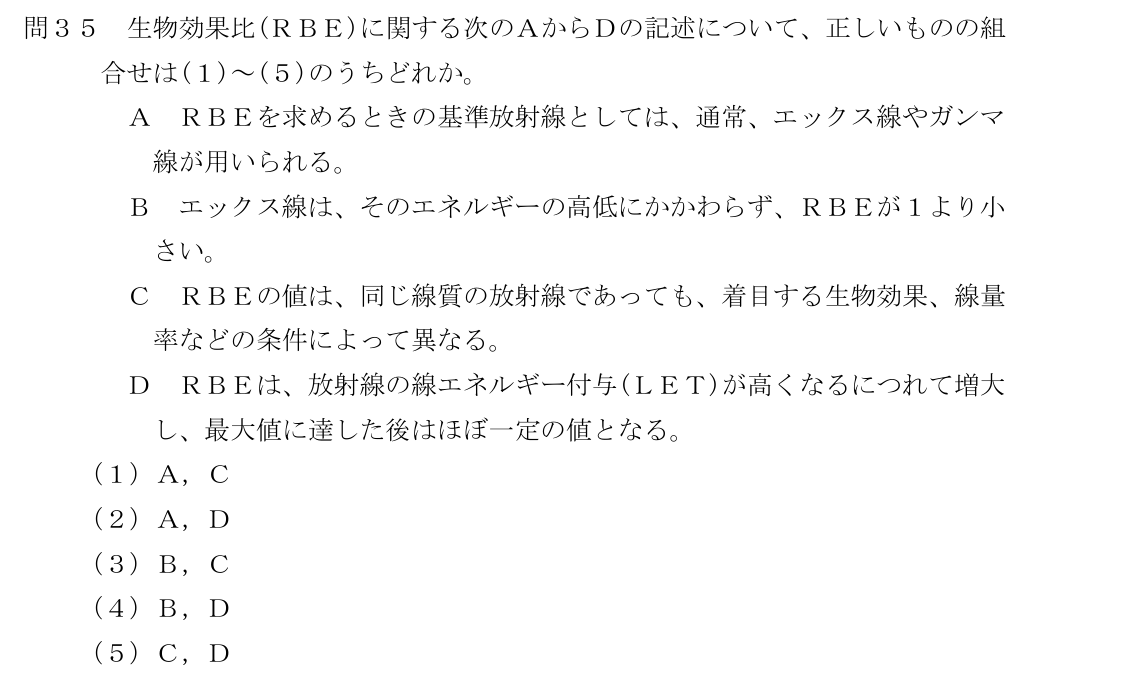 問３５　生物効果比(ＲＢＥ)に関する次のＡからＤの記述について、正しいものの組
合せは(１)～(５)のうちどれか。
Ａ　ＲＢＥを求めるときの基準放射線としては、通常、エックス線やガンマ
線が用いられる。
Ｂ　エックス線は、そのエネルギーの高低にかかわらず、ＲＢＥが１より小
さい。
Ｃ　ＲＢＥの値は、同じ線質の放射線であっても、着目する生物効果、線量
率などの条件によって異なる。
Ｄ　ＲＢＥは、放射線の線エネルギー付与(ＬＥＴ)が高くなるにつれて増大
し、最大値に達した後はほぼ一定の値となる。
(１) Ａ，Ｃ
(２) Ａ，Ｄ
(３) Ｂ，Ｃ
(４) Ｂ，Ｄ
(５) Ｃ，Ｄ